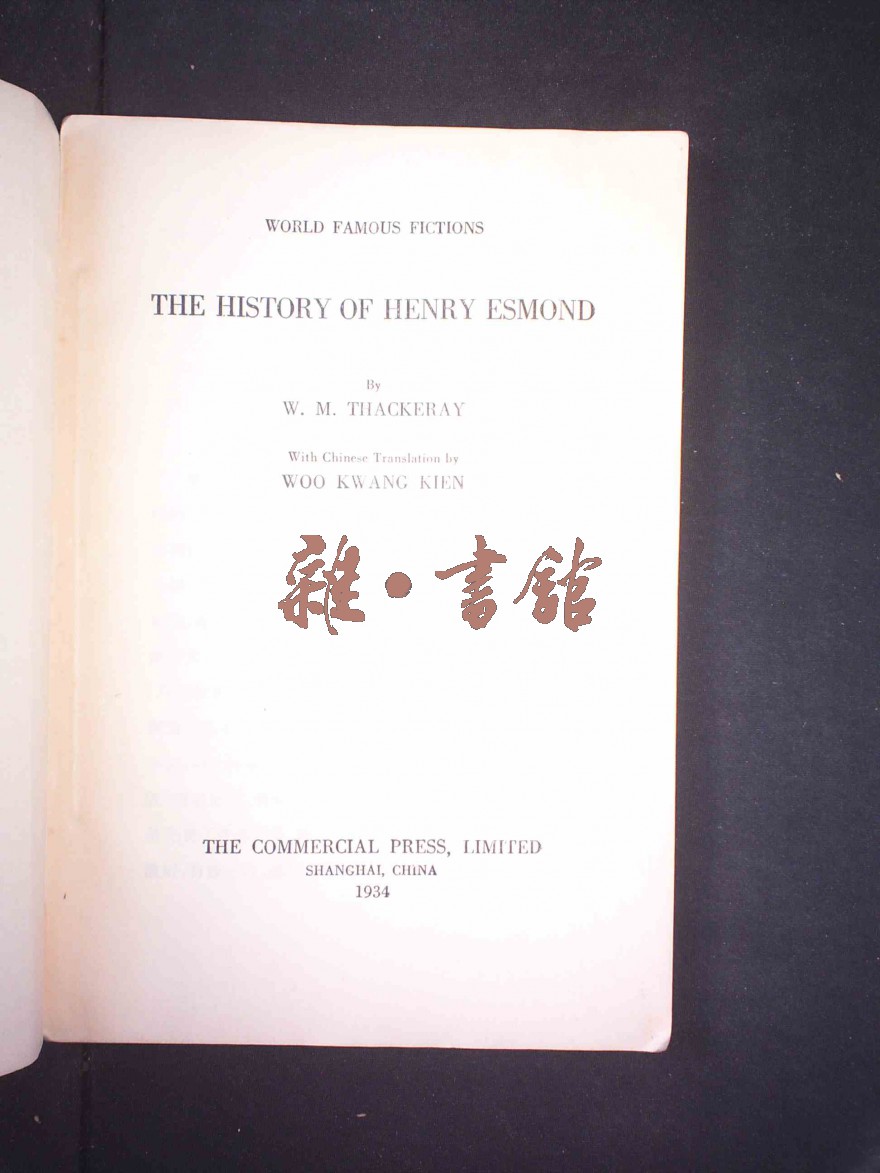 WORLD FAMOUS FICTIONS
THE HISTORY OF HENRY ESMOND
By
W. M. THACKERAY
With Chinese Translation by
WOO KWANG KIEN
雜·書館
THE COMMERCIAL PRESS, LIMITED
SHANGHAI, CHINA
1934